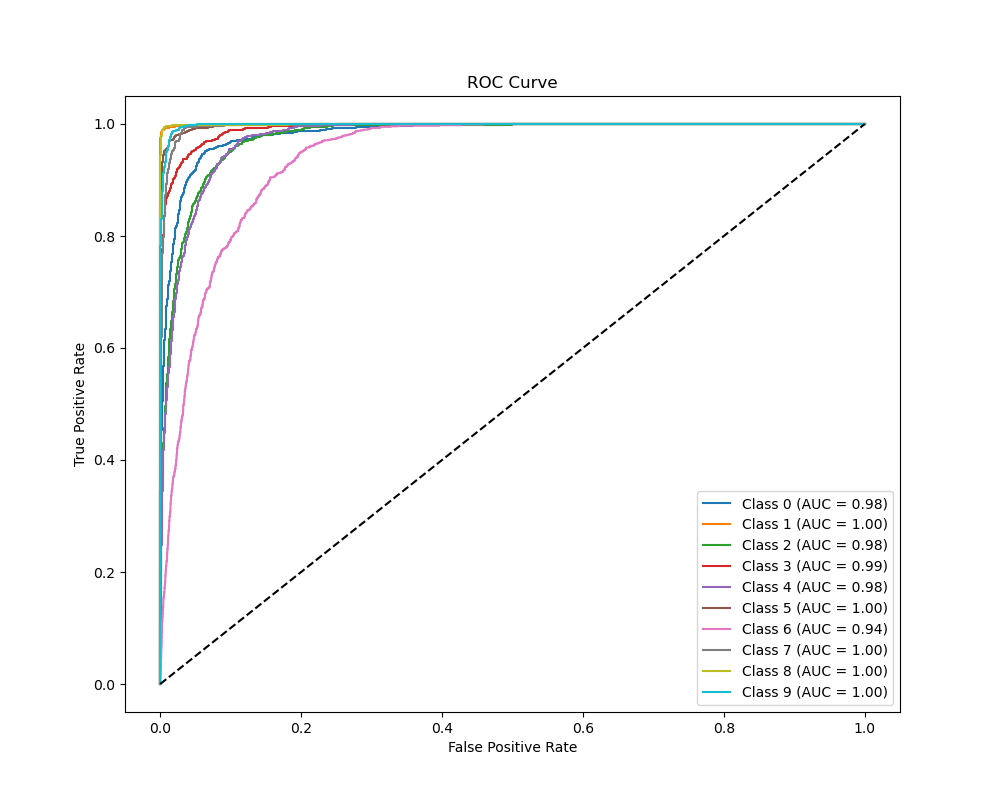 ROC Curve
True Positive Rate
1.0
0.8
0.6
0.4
0.2
0.0
Class 0 (AUC = 0.98)
Class 1 (AUC = 1.00)
Class 2 (AUC = 0.98)
Class 3 (AUC = 0.99)
Class 4 (AUC = 0.98)
Class 5 (AUC = 1.00)
Class 6 (AUC = 0.94)
Class 7 (AUC = 1.00)
Class 8 (AUC = 1.00)
Class 9 (AUC = 1.00)
0.0 0.2 0.4 0.6 0.8 1.0
False Positive Rate